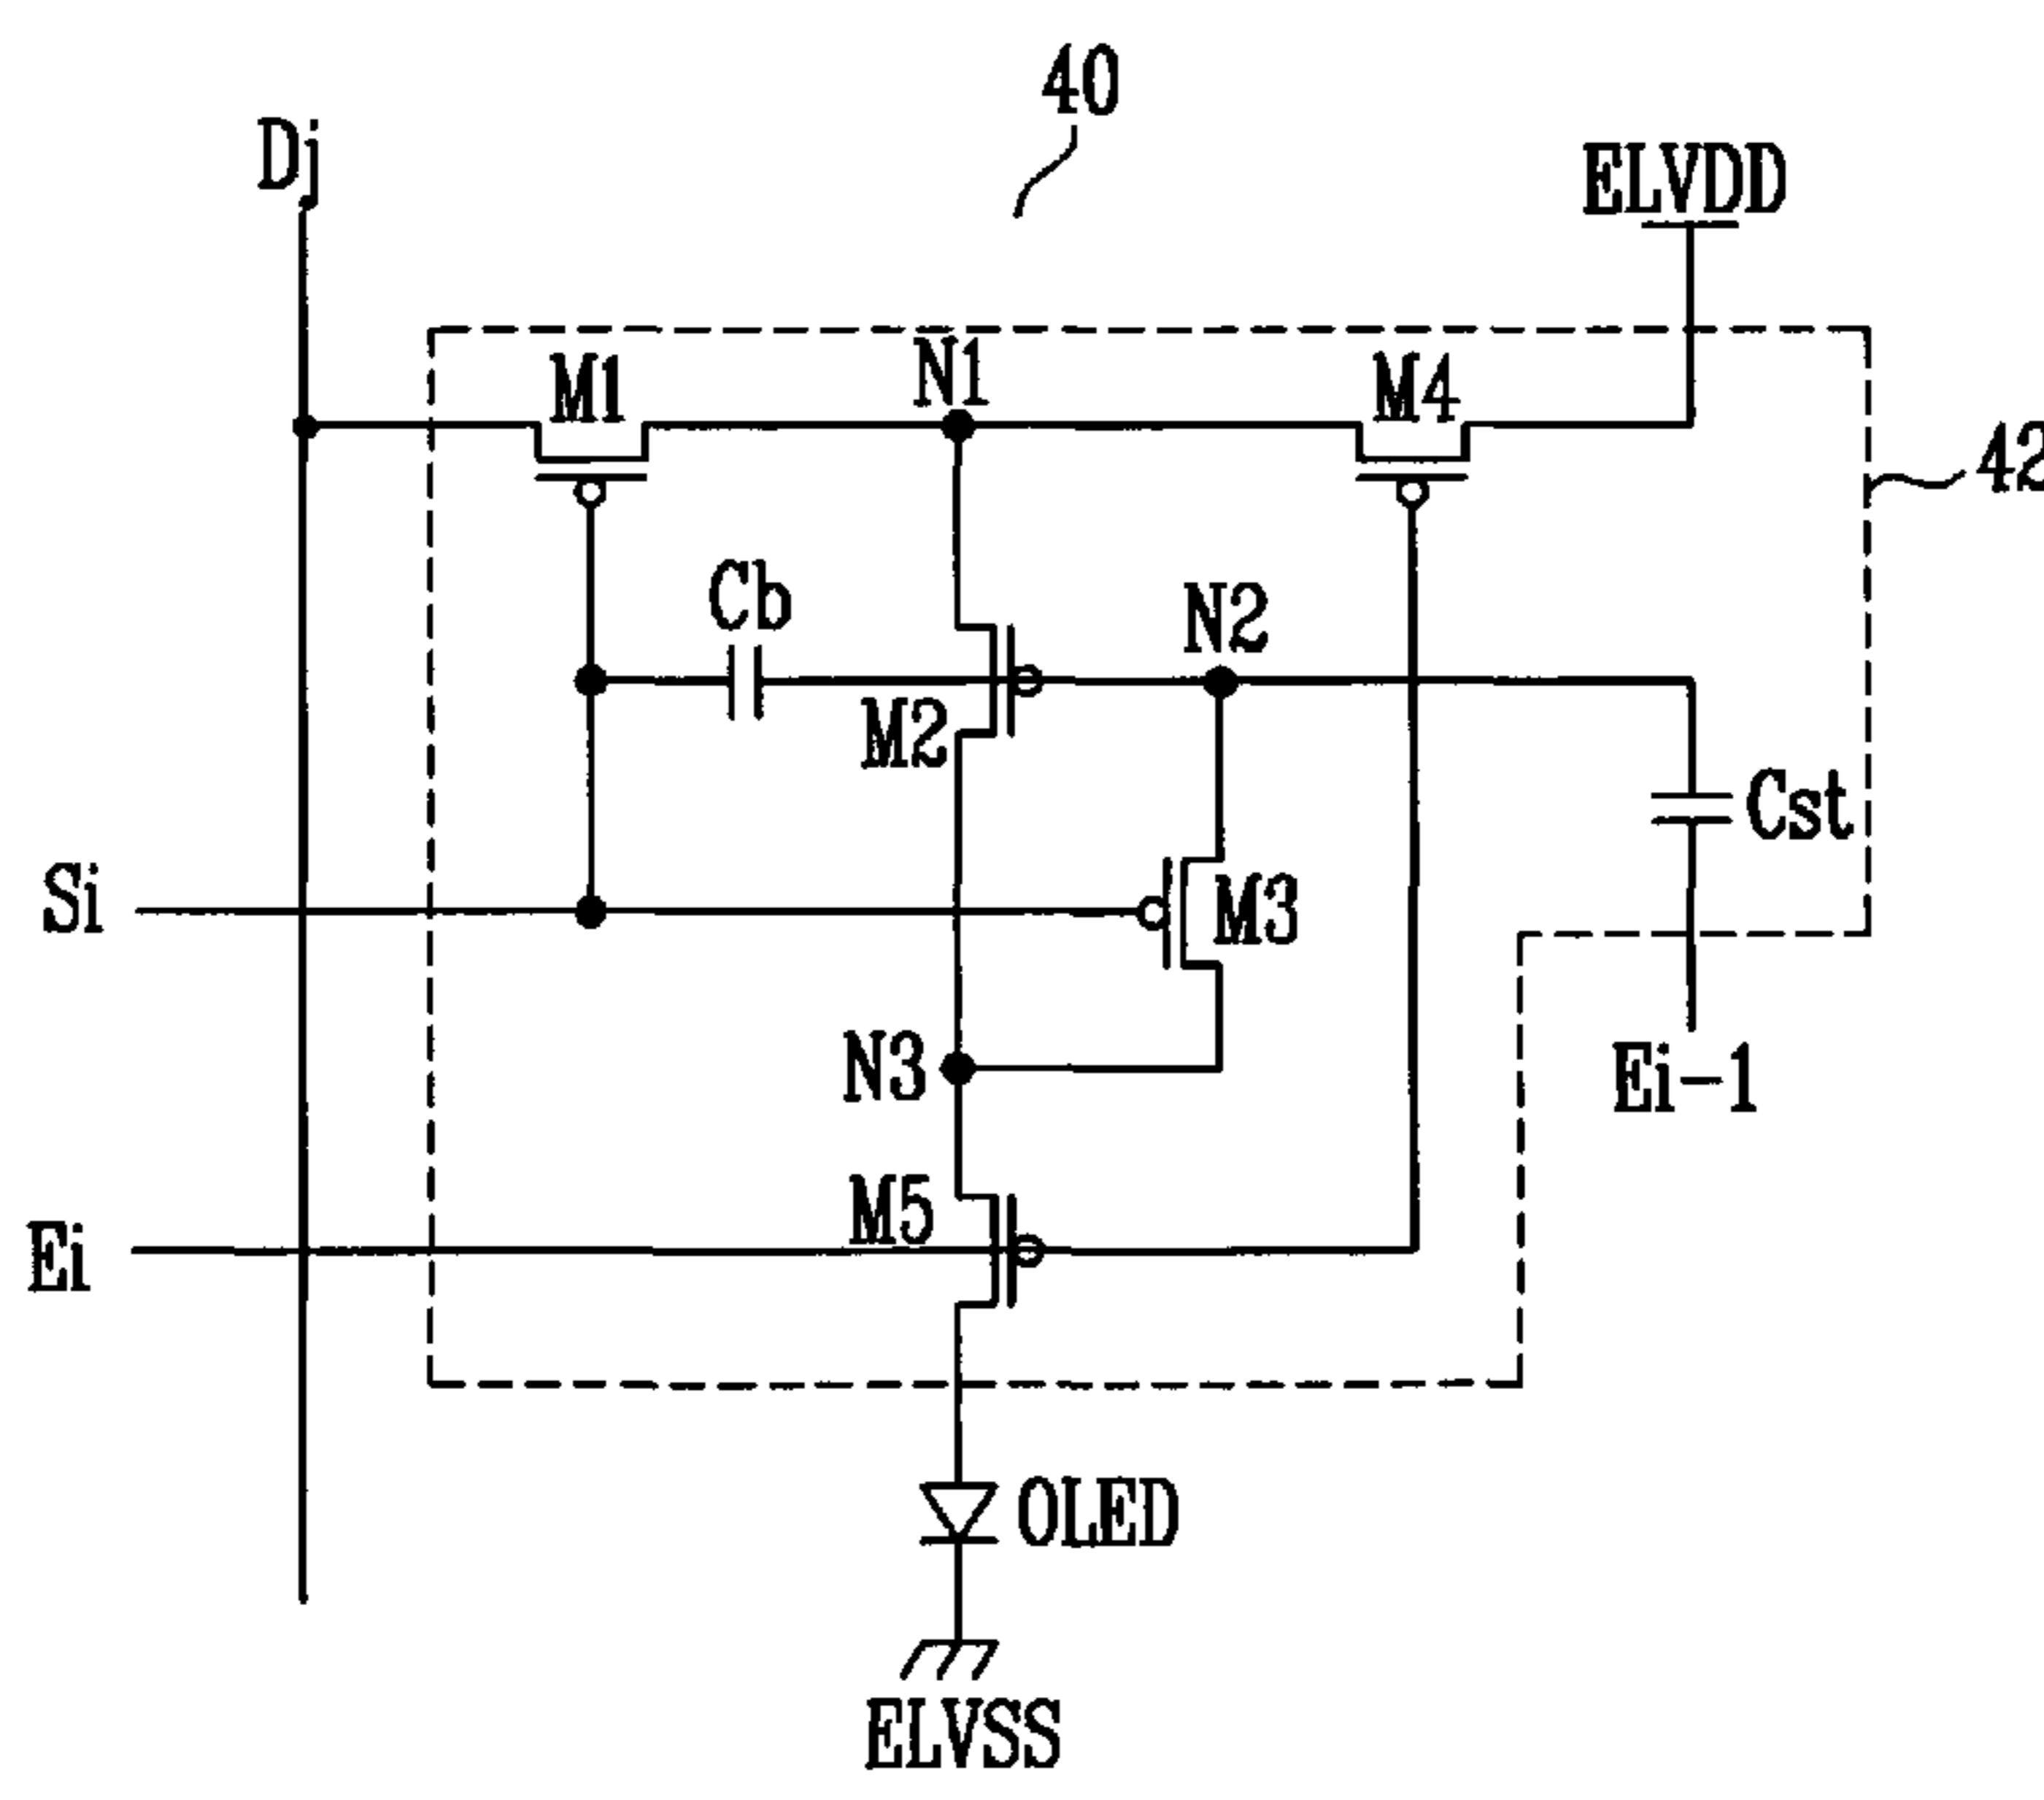 40
Dj
ELVDD
M1
N1
M4
42
Cb
N2
M2
Cst
Si
M3
N3
Ei-1
M5
Ei
OLED
ELVSS